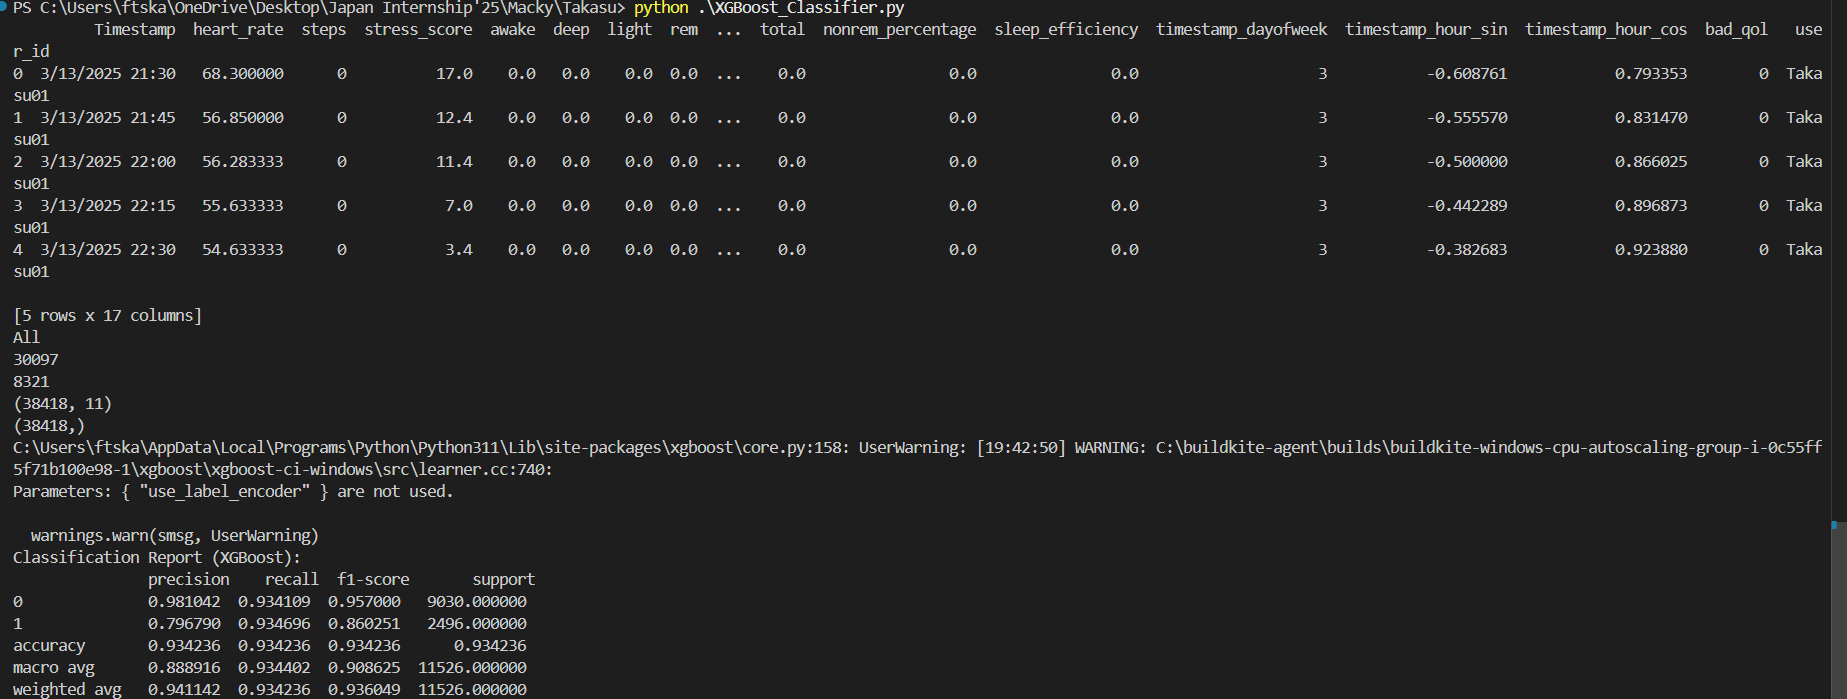 PS C:\Users\ftska\OneDrive\Desktop\Japan Internship'25\Macky\Takasu> python .\XGBoost_Classifier.py
Timestamp heart_rate steps stress_score awake deep light rem ... total nonrem_percentage sleep_efficiency timestamp_dayofweek timestamp_hour_sin timestamp_hour_cos bad_qol use
r_id
0 3/13/2025 21:30 68.300000 0 17.0 0.0 0.0 0.0 0.0 ... 0.0 0.0 0.0 3 -0.608761 0.793353 0 Taka
su01
1 3/13/2025 21:45 56.850000 0 12.4 0.0 0.0 0.0 0.0 ... 0.0 0.0 0.0 3 -0.555570 0.831470 0 Taka
su01
2 3/13/2025 22:00 56.283333 0 11.4 0.0 0.0 0.0 0.0 ... 0.0 0.0 0.0 3 -0.500000 0.866025 0 Taka
su01
3 3/13/2025 22:15 55.633333 0 7.0 0.0 0.0 0.0 0.0 ... 0.0 0.0 0.0 3 -0.442289 0.896873 0 Taka
su01
4 3/13/2025 22:30 54.633333 0 3.4 0.0 0.0 0.0 0.0 ... 0.0 0.0 0.0 3 -0.382683 0.923880 0 Taka
su01
[5 rows x 17 columns]
All
30097
8321
(38418, 11)
(38418,)
C:\Users\ftska\AppData\Local\Programs\Python\Python311\Lib\site-packages\xgboost\core.py:158: UserWarning: [19:42:50] WARNING: C:\buildkite-agent\builds\buildkite-windows-cpu-autoscaling-group-i-0c55ff
5f71b100e98-1\xgboost\xgboost-ci-windows\src\learner.cc:740:
Parameters: { "use_label_encoder" } are not used.
warnings.warn(smsg, UserWarning)
Classification Report (XGBoost):
precision recall f1-score support
0 0.981042 0.934109 0.957000 9030.000000
1 0.796790 0.934696 0.860251 2496.000000
accuracy 0.934236 0.934236 0.934236 0.934236
macro avg 0.888916 0.934402 0.908625 11526.000000
weighted avg 0.941142 0.934236 0.936049 11526.000000